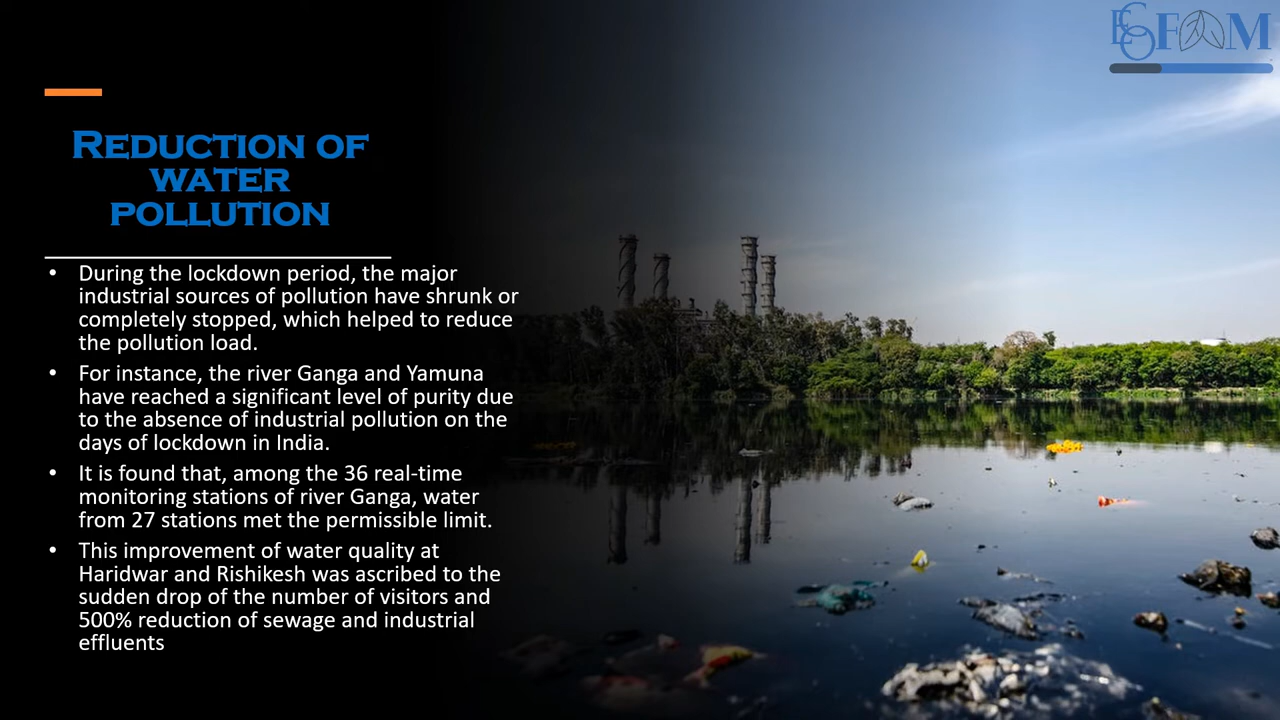 ECOFOAM
Reduction of
water
pollution
• During the lockdown period, the major
industrial sources of pollution have shrunk or
completely stopped, which helped to reduce
the pollution load.
• For instance, the river Ganga and Yamuna
have reached a significant level of purity due
to the absence of industrial pollution on the
days of lockdown in India.
• It is found that, among the 36 real-time
monitoring stations of river Ganga, water
from 27 stations met the permissible limit.
• This improvement of water quality at
Haridwar and Rishikesh was ascribed to the
sudden drop of the number of visitors and
500% reduction of sewage and industrial
effluents